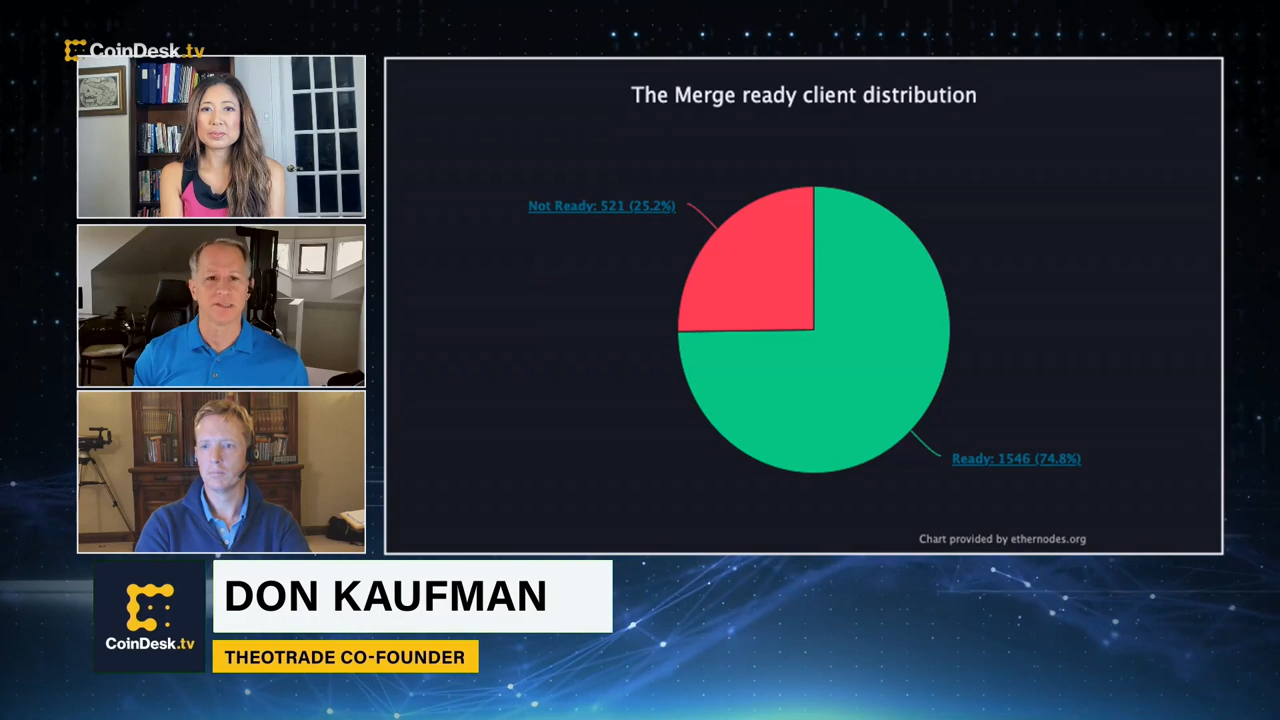 CoinDesk.tv
The Merge ready client distribution
Not Ready: 521 (25.2%)
Ready: 1546 (74.8%)
Chart provided by ethernodes.org
CoinDesk.tv
DON KAUFMAN
THEOTRADE CO-FOUNDER